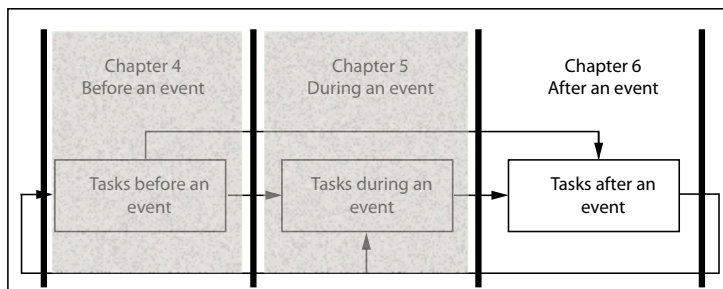 Chapter 4
Before an event
Chapter 5
During an event
Chapter 6
After an event
Tasks before an
event
Tasks during an
event
Tasks after an
event